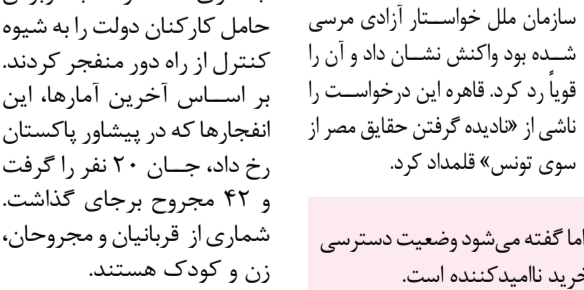 سازمان ملل خواستار آزادی مرسی
شده بود واکنش نشان داد و آن را
قویاً رد کرد. قاهره این درخواست را
ناشی از «نادیده گرفتن حقایق مصر از
سوی تونس» قلمداد کرد.
اما گفته می‌شود وضعیت دسترسی
خرید ناامیدکننده است.
حامل کارکنان دولت را به شیوه
کنترل از راه دور منفجر کردند.
بر اساس آخرین آمارها، این
انفجارها که در پیشاور پاکستان
رخ داد، جان ۲۰ نفر را گرفت
و ۴۲ مجروح برجای گذاشت.
شماری از قربانیان و مجروحان،
زن و کودک هستند.